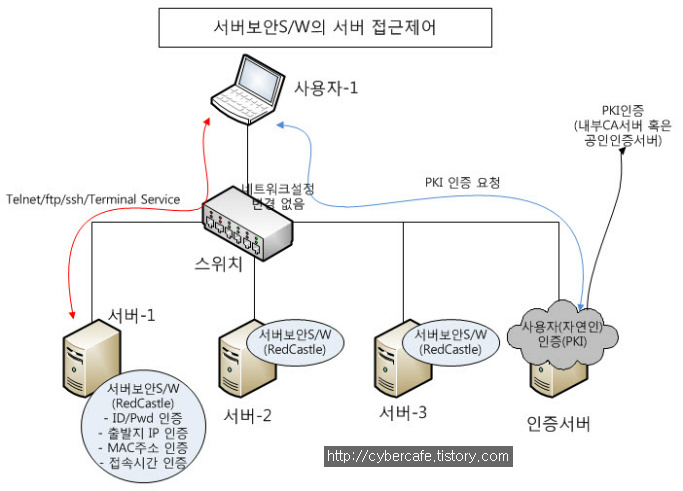 서버보안S/W의 서버 접근제어
사용자-1
PKI인증
(내부CA서버 혹은
공인인증서버)
PKI 인증 요청
Telnet/ftp/ssh/Terminal Service
네트워크설정
변경 없음
스위치
서버-1
서버보안S/W
(RedCastle)
서버보안S/W
(RedCastle)
사용자(자연인)
인증(PKI)
서버보안S/W
(RedCastle)
- ID/Pwd 인증
- 출발지 IP 인증
- MAC주소 인증
- 접속시간 인증
서버-2
서버-3
인증서버
http://cybercafe.tistory.com